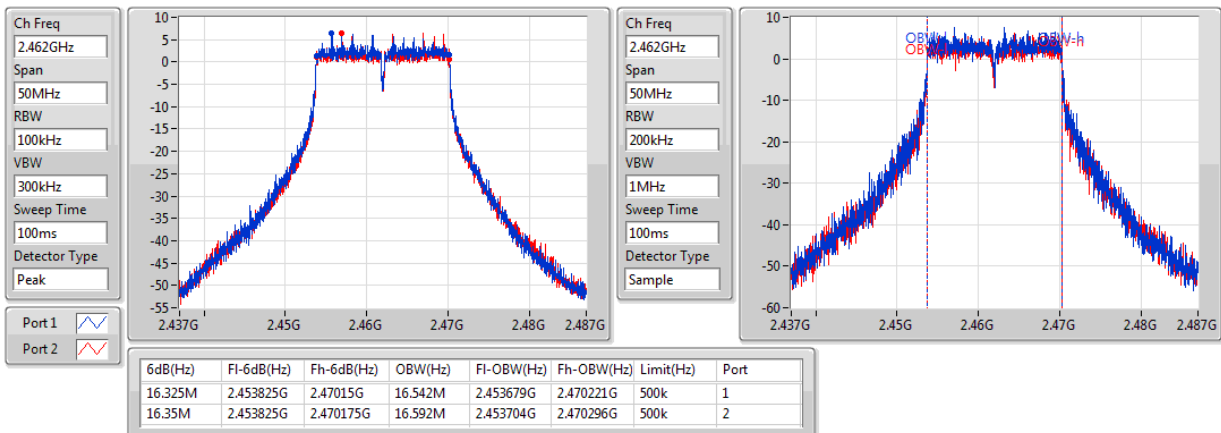 Ch Freq
2.462GHz
Span
50MHz
RBW
100kHz
VBW
300kHz
Sweep Time
100ms
Detector Type
Peak
Port 1
Port 2
10
5
0
-5
-10
-15
-20
-25
-30
-35
-40
-45
-50
-55
2.437G 2.45G 2.46G 2.47G 2.48G 2.487G
Ch Freq
2.462GHz
Span
50MHz
RBW
200kHz
VBW
1MHz
Sweep Time
100ms
Detector Type
Sample
10
0
-10
-20
-30
-40
-50
-60
2.437G 2.45G 2.46G 2.47G 2.48G 2.487G
6dB(Hz) Fl-6dB(Hz) Fh-6dB(Hz) OBW(Hz) Fl-OBW(Hz) Fh-OBW(Hz) Limit(Hz) Port
16.325M 2.453825G 2.47015G 16.542M 2.453679G 2.470221G 500k 1
16.35M 2.453825G 2.470175G 16.592M 2.453704G 2.470296G 500k 2